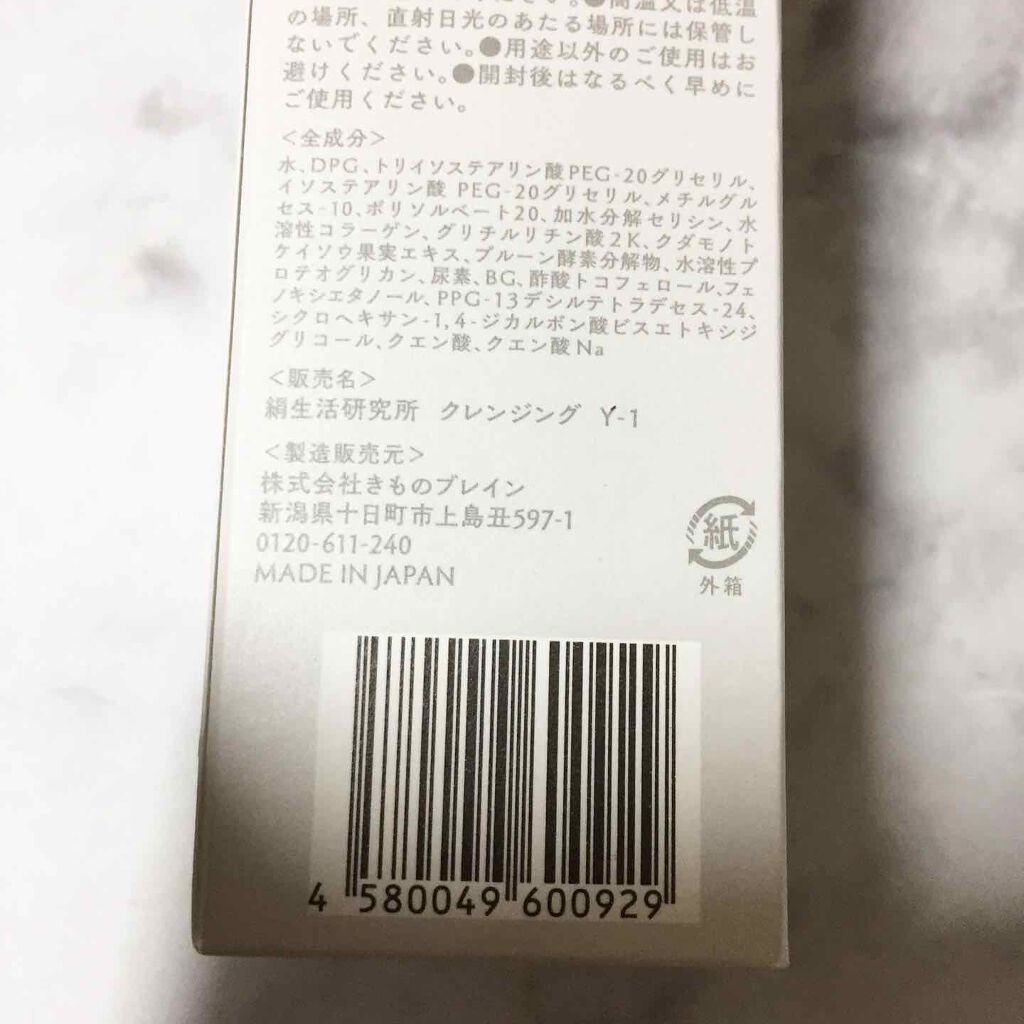 ください。●高温又は低温
の場所、直射日光のあたる場所には保管し
ないでください。●用途以外のご使用はお
避けください。●開封後はなるべく早めに
ご使用ください。
<全成分>
水、DPG、トリイソステアリン酸PEG-20グリセリル、
イソステアリン酸 PEG-20グリセリル、メチルグル
セス-10、ポリソルベート20、加水分解セリシン、水
溶性コラーゲン、グリチルリチン酸2K、クダモノト
ケイソウ果実エキス、プルーン酵素分解物、水溶性プ
ロテオグリカン、尿素、BG、酢酸トコフェロール、フェ
ノキシエタノール、PPG-13デシルテトラデセス-24、
シクロヘキサン-1,4-ジカルボン酸ビスエトキシジ
グリコール、クエン酸、クエン酸Na
<販売名>
絹生活研究所 クレンジング Y-1
<製造販売元>
株式会社きものブレイン
新潟県十日町市上島丑597-1
0120-611-240
MADE IN JAPAN
紙
外箱
4 580049 600929